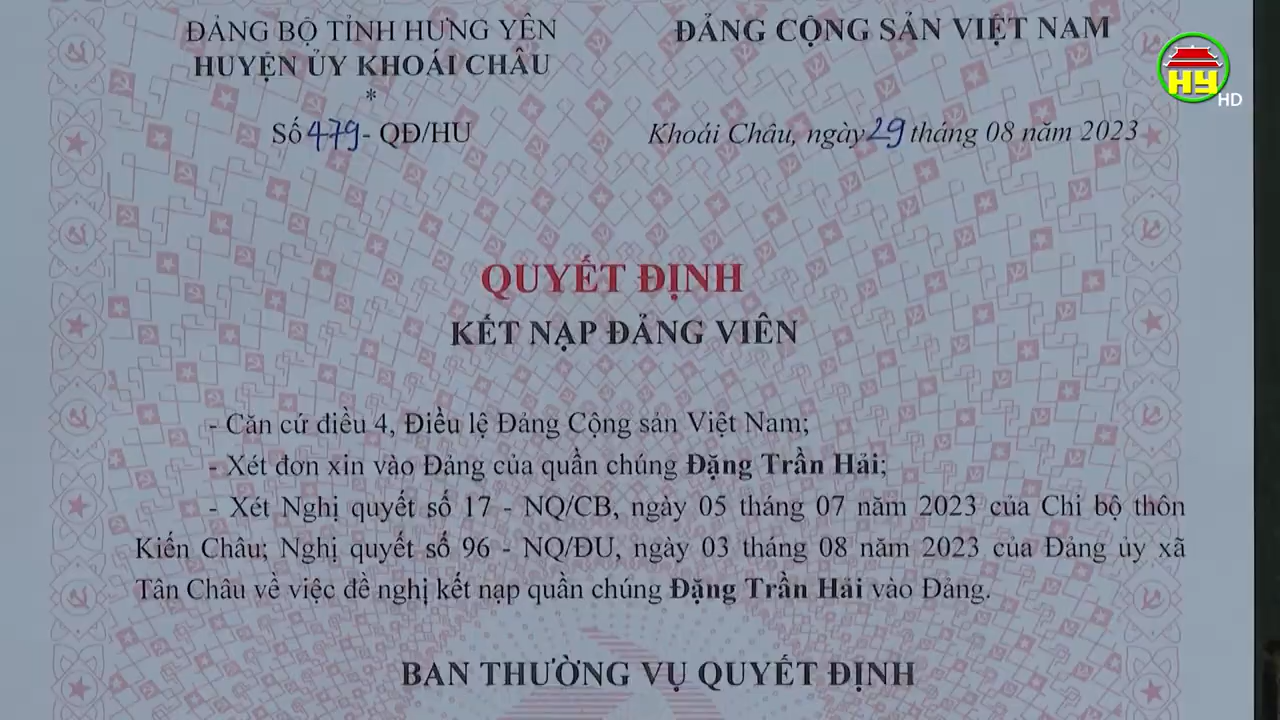 ĐẢNG BỘ TỈNH HƯNG YÊN
HUYỆN ỦY KHOÁI CHÂU
*
Số 479- QĐ/HU
ĐẢNG CỘNG SẢN VIỆT NAM
Khoái Châu, ngày 29 tháng 08 năm 2023
HY
HD
QUYẾT ĐỊNH
KẾT NẠP ĐẢNG VIÊN
- Căn cứ điều 4, Điều lệ Đảng Cộng sản Việt Nam;
- Xét đơn xin vào Đảng của quần chúng Đặng Trần Hải;
- Xét Nghị quyết số 17 - NQ/CB, ngày 05 tháng 07 năm 2023 của Chi bộ thôn
Kiến Châu; Nghị quyết số 96 - NQ/ĐU, ngày 03 tháng 08 năm 2023 của Đảng ủy xã
Tân Châu về việc đề nghị kết nạp quần chúng Đặng Trần Hải vào Đảng.
BAN THƯỜNG VỤ QUYẾT ĐỊNH